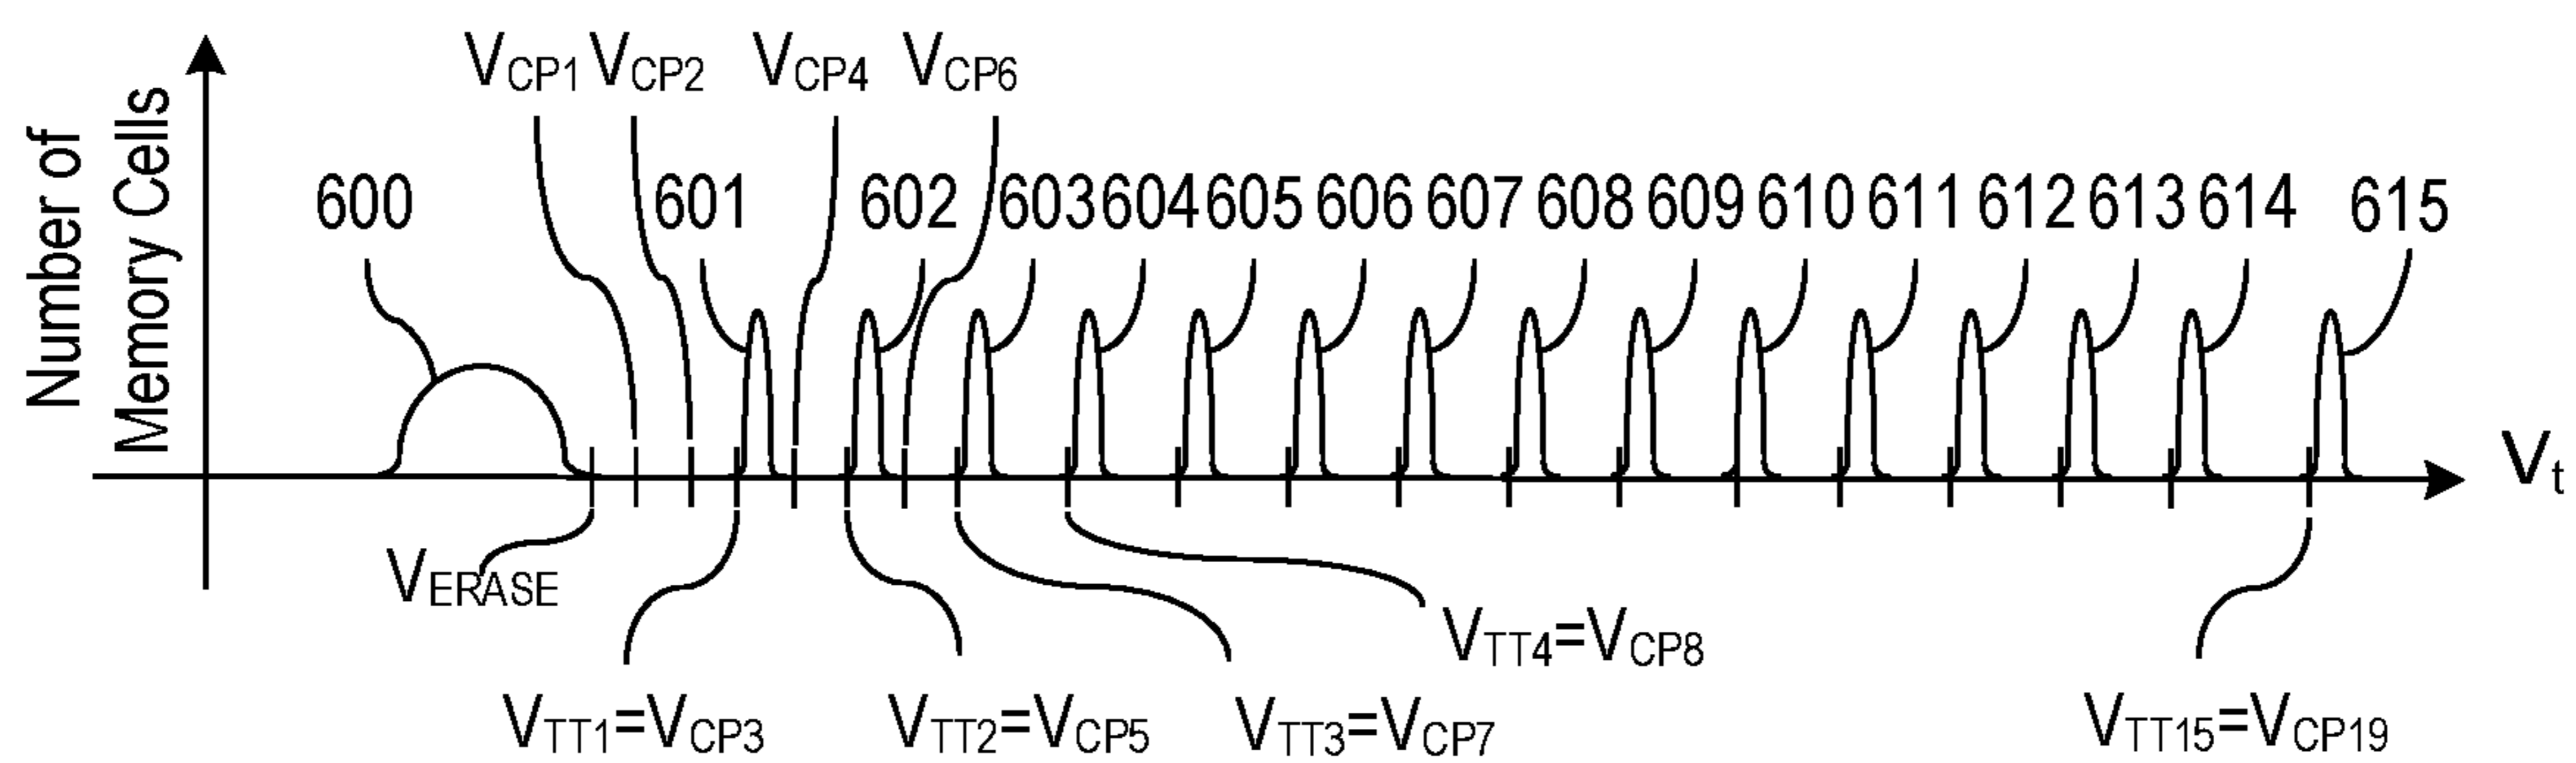 Number of
Memory Cells
VCP1 VCP2 VCP4 VCP6
600 601 602 603 604 605 606 607 608 609 610 611 612 613 614 615
Vt
VERASE
VTT4=VCP8
VTT1=VCP3 VTT2=VCP5 VTT3=VCP7 VTT15=VCP19